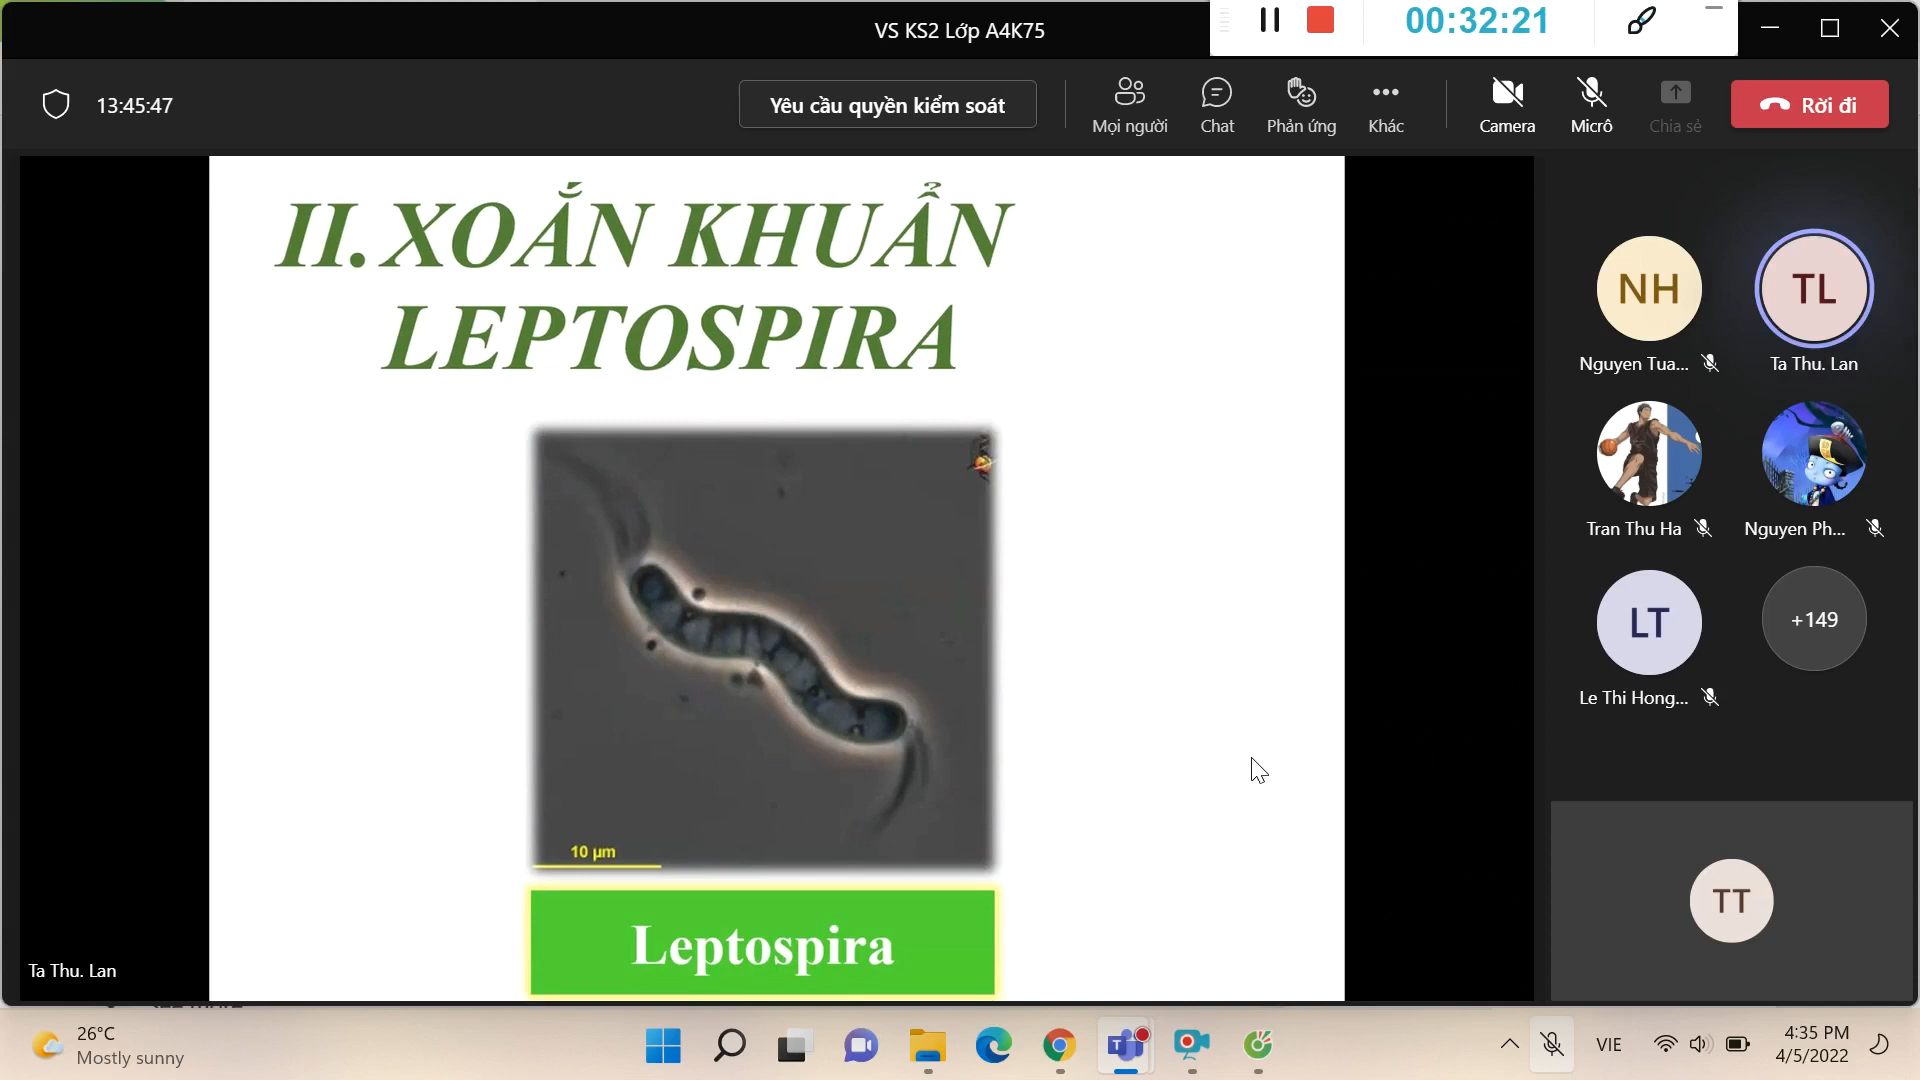 VS KS2 Lớp A4K75
00:32:21
13:45:47
Yêu cầu quyền kiểm soát
Mọi người
Chat
Phản ứng
Khác
Camera
Micrô
Chia sẻ
Rời đi
II. XOẮN KHUẨN
LEPTOSPIRA
10 µm
Leptospira
Ta Thu. Lan
NH
TL
Nguyen Tua...
Ta Thu. Lan
Tran Thu Ha
Nguyen Ph...
LT
+149
Le Thi Hong...
TT
26°C
Mostly sunny
VIE
4:35 PM
4/5/2022